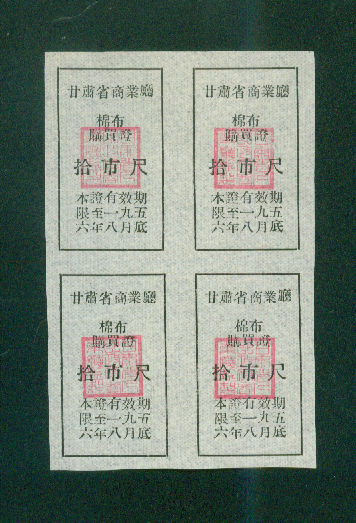 甘肅省商業廳
棉布
購買證
拾市尺
本證有效期
限至一九五
六年八月底
甘肅省商業廳
棉布
購買證
拾市尺
本證有效期
限至一九五
六年八月底
甘肅省商業廳
棉布
購買證
拾市尺
本證有效期
限至一九五
六年八月底
甘肅省商業廳
棉布
購買證
拾市尺
本證有效期
限至一九五
六年八月底